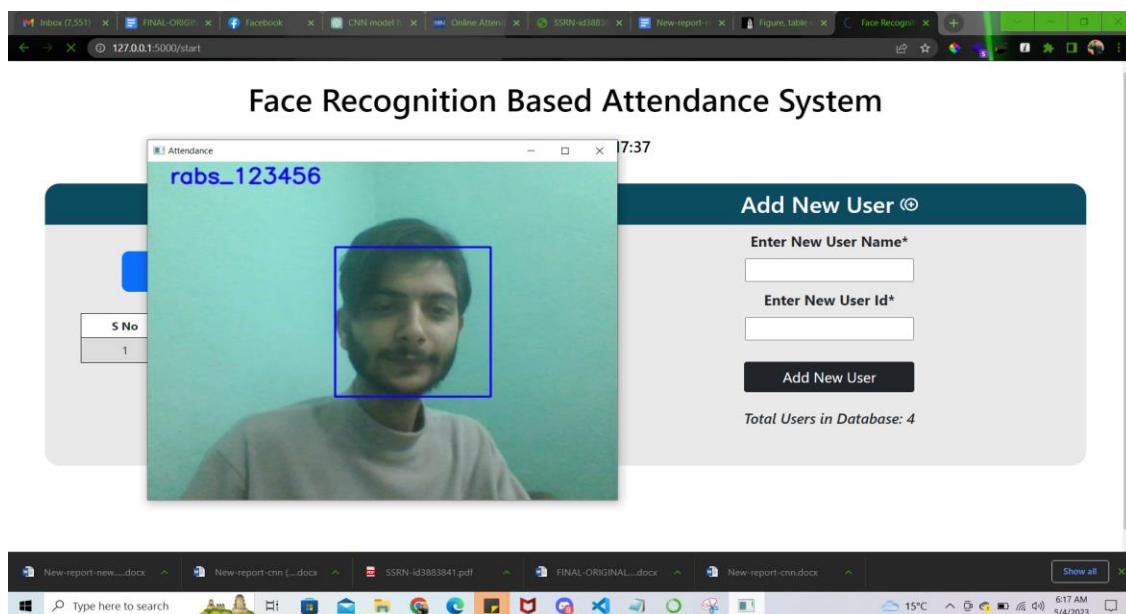 Inbox (7,551)
FINAL-ORIGIN
Facebook
CNN model
Online Attend
SSRN-id3883
New-report-
Figure, table
Face Recognit
127.0.0.1:5000/start
Face Recognition Based Attendance System
17:37
Attendance
rabs_123456
Add New User
Enter New User Name*
Enter New User Id*
S No
1
Add New User
Total Users in Database: 4
New-report-new....docx
New-report-cnn (....docx
SSRN-id3883841.pdf
FINAL-ORIGINAL....docx
New-report-cnn.docx
Show all
Type here to search
15°C
6:17 AM
5/4/2023